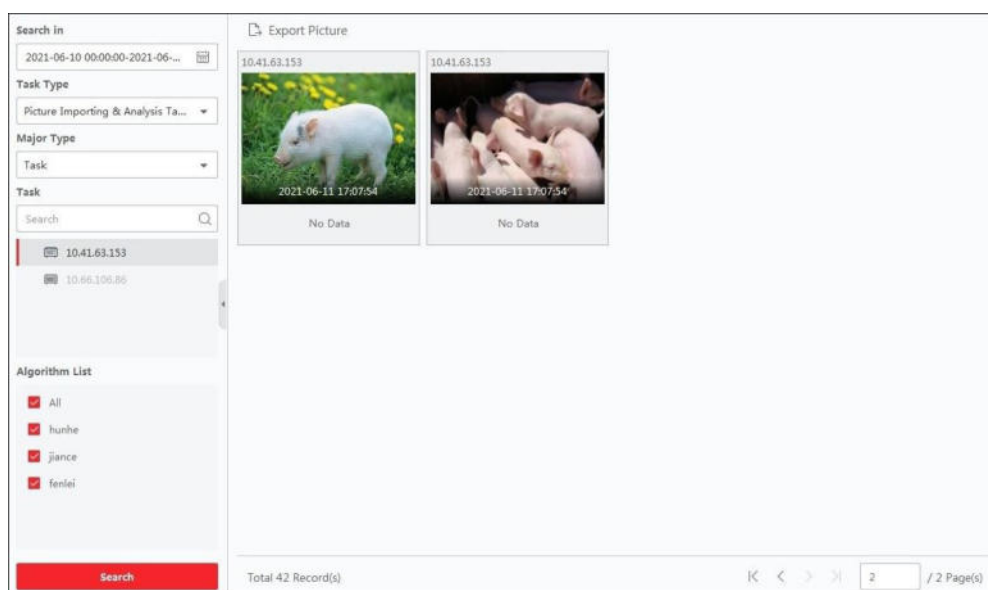 Search in
2021-06-10 00:00:00-2021-06-...
Task Type
Picture Importing & Analysis Ta...
Major Type
Task
Task
Search
10.41.63.153
10.66.106.86
Algorithm List
All
hunhe
jiance
fenlei
Search
Export Picture
10.41.63.153
2021-06-11 17:07:54
No Data
10.41.63.153
2021-06-11 17:07:54
No Data
Total 42 Record(s)
2 / 2 Page(s)